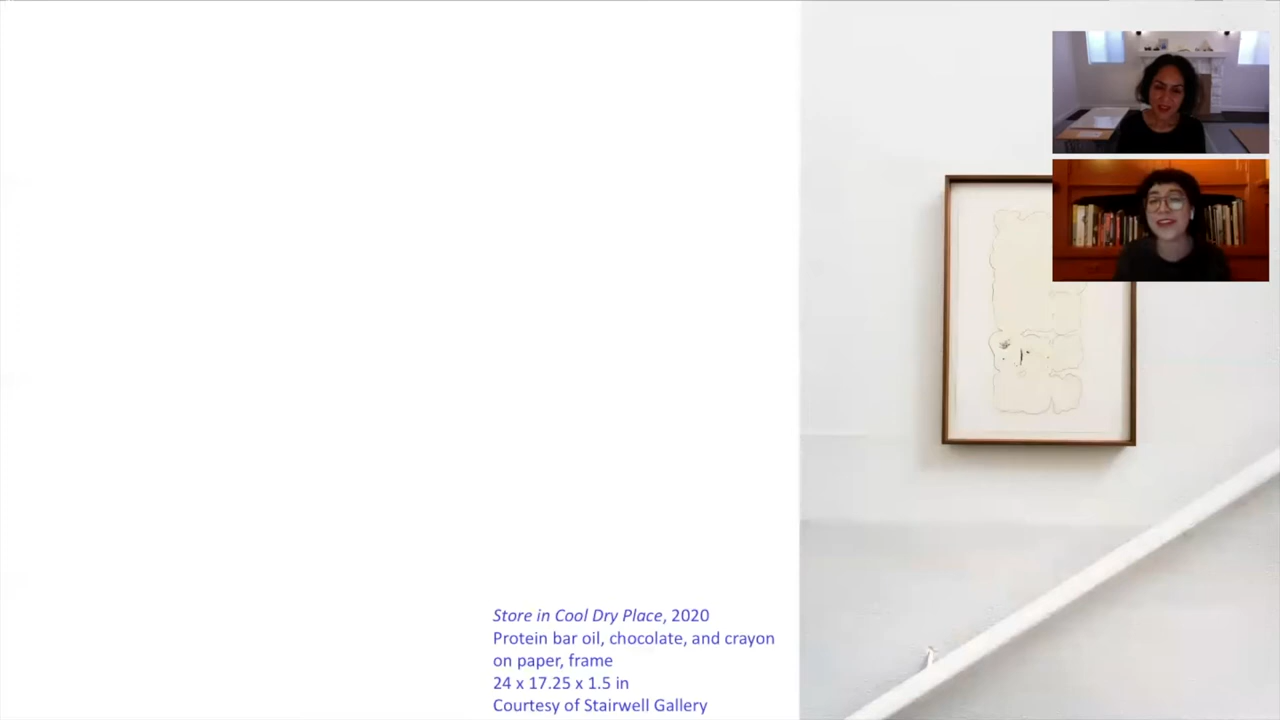 Store in Cool Dry Place, 2020
Protein bar oil, chocolate, and crayon
on paper, frame
24 x 17.25 x 1.5 in
Courtesy of Stairwell Gallery